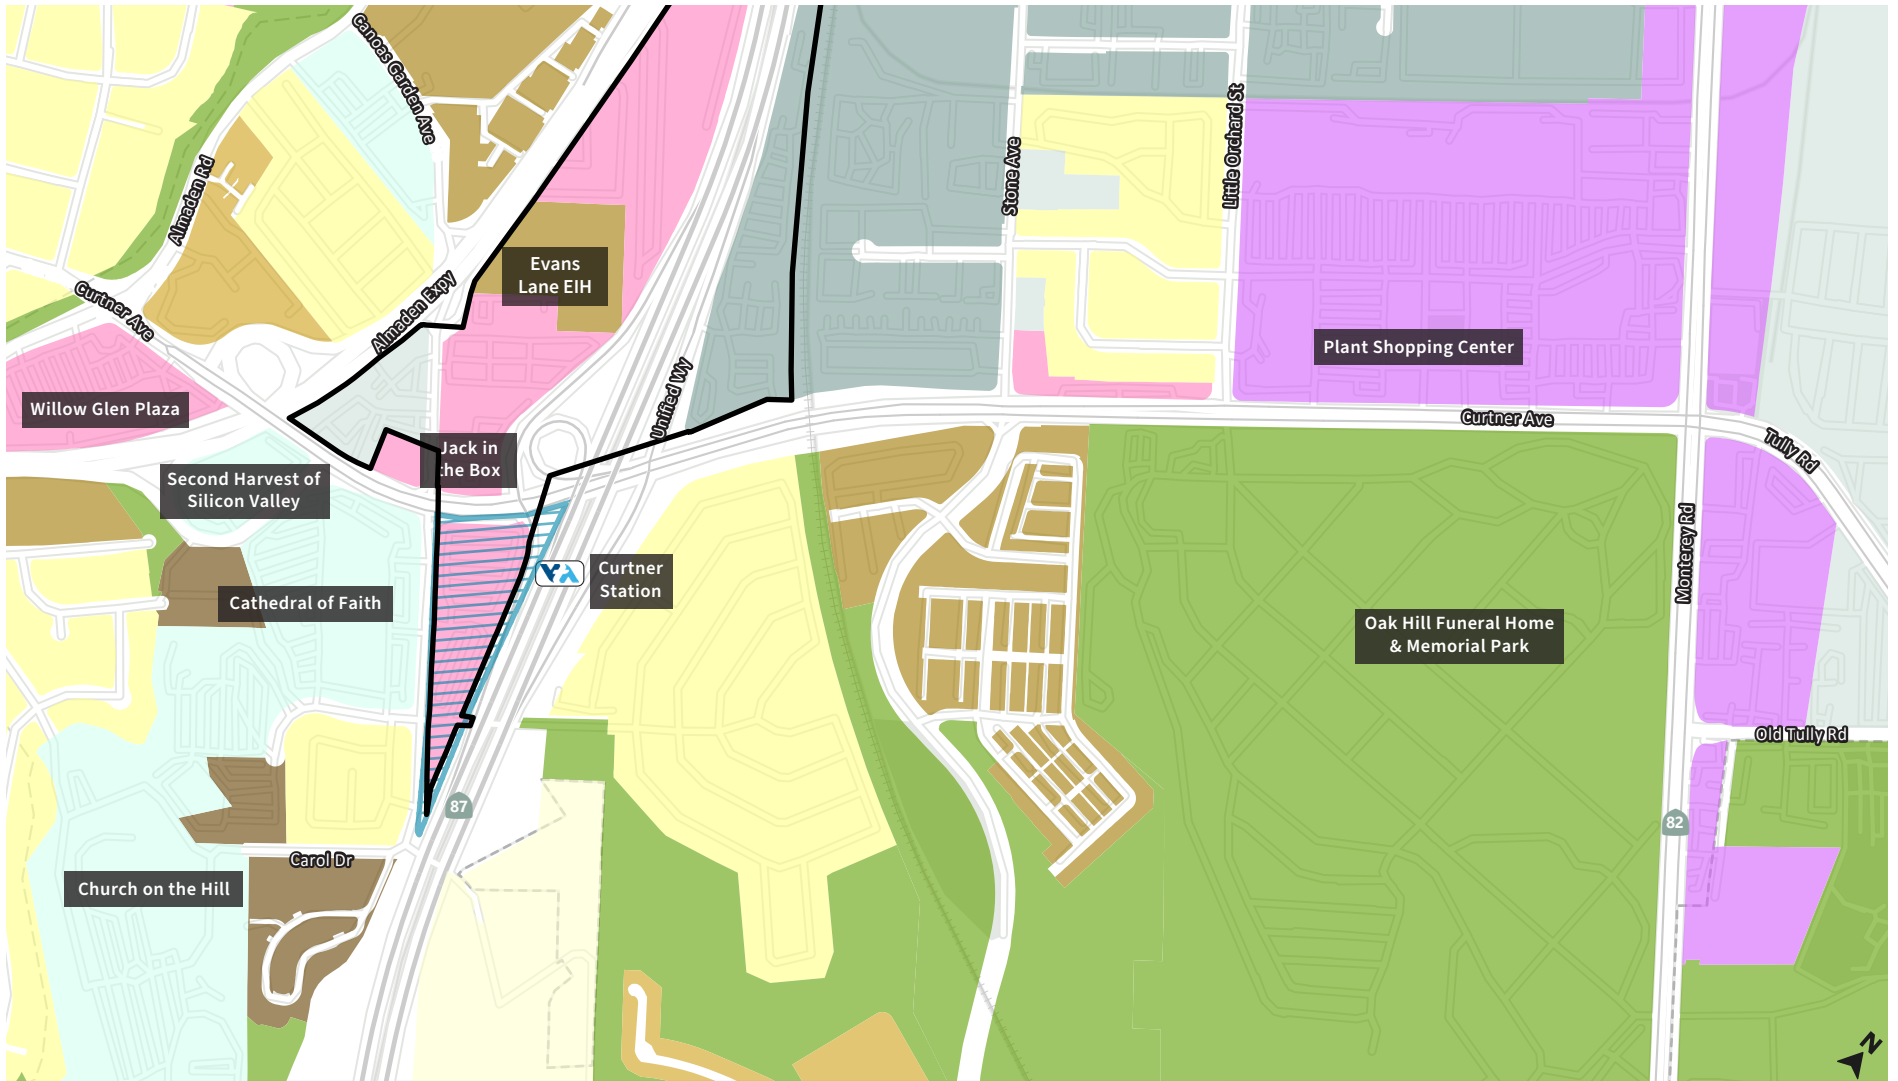 Canoas Garden Ave
Almaden Rd
Stone Ave
Little Orchard St
Evans
Lane EIH
Curtner Ave
Almaden Expy
Plant Shopping Center
Willow Glen Plaza
Unified Wy
Curtner Ave
Tully Rd
Jack in
the Box
Second Harvest of
Silicon Valley
Monterey Rd
VTA
Curtner
Station
Cathedral of Faith
Oak Hill Funeral Home
& Memorial Park
Old Tully Rd
87
82
Carol Dr
Church on the Hill
N